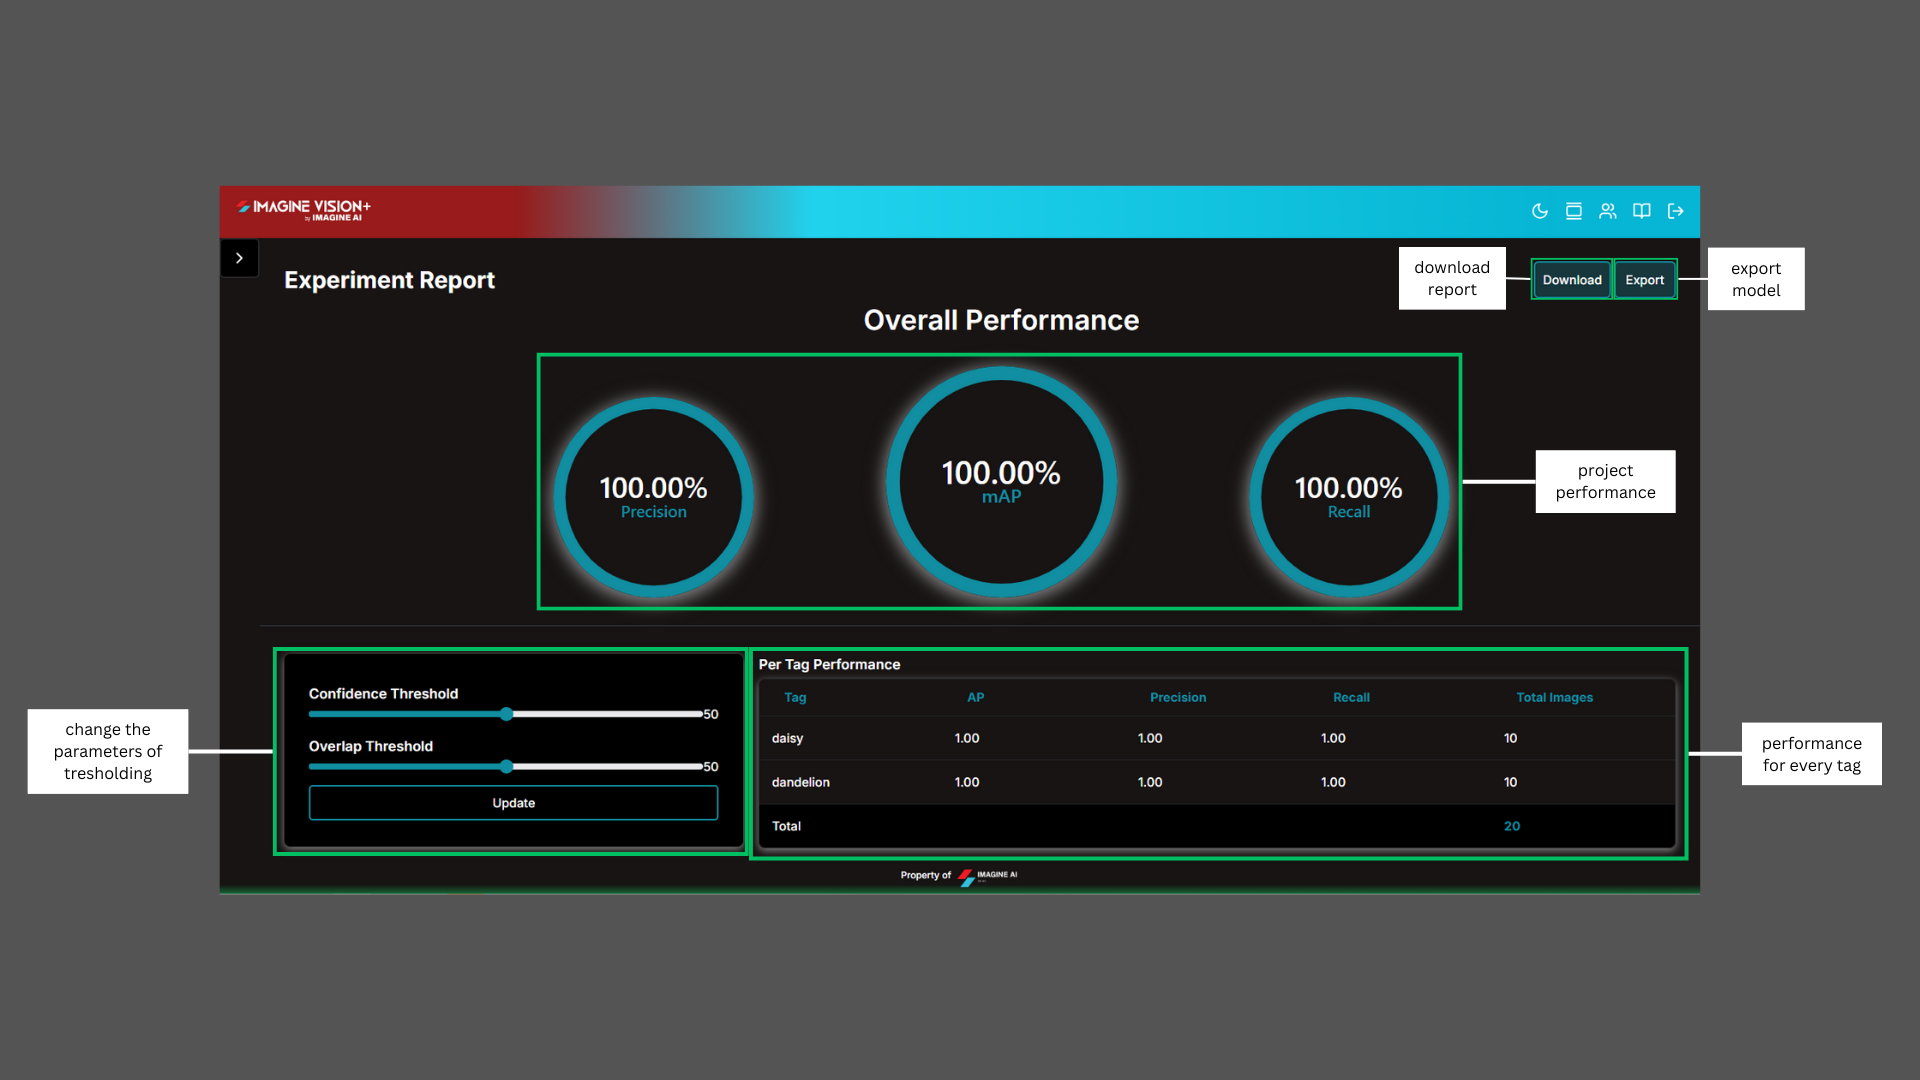 IMAGINE VISION+
by IMAGINE AI
Experiment Report
download
report
Download
Export
export
model
Overall Performance
100.00%
Precision
100.00%
mAP
100.00%
Recall
project
performance
change the
parameters of
tresholding
Confidence Threshold
50
Overlap Threshold
50
Update
Per Tag Performance
Tag AP Precision Recall Total Images
daisy 1.00 1.00 1.00 10
dandelion 1.00 1.00 1.00 10
Total 20
performance
for every tag
Property of IMAGINE AI